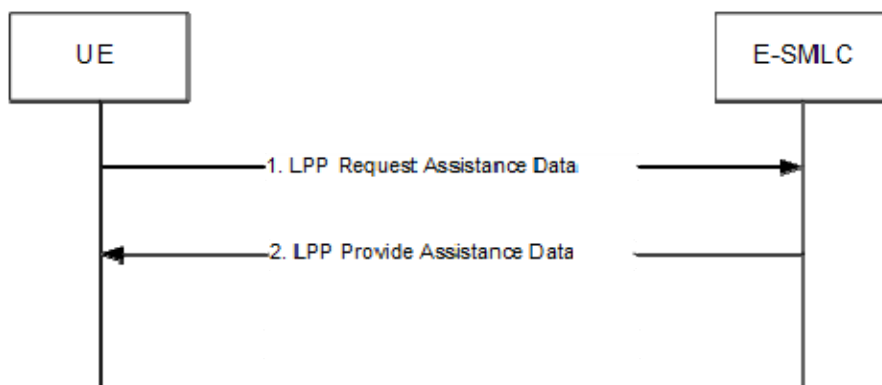 UE
E-SMLC
1. LPP Request Assistance Data
2. LPP Provide Assistance Data